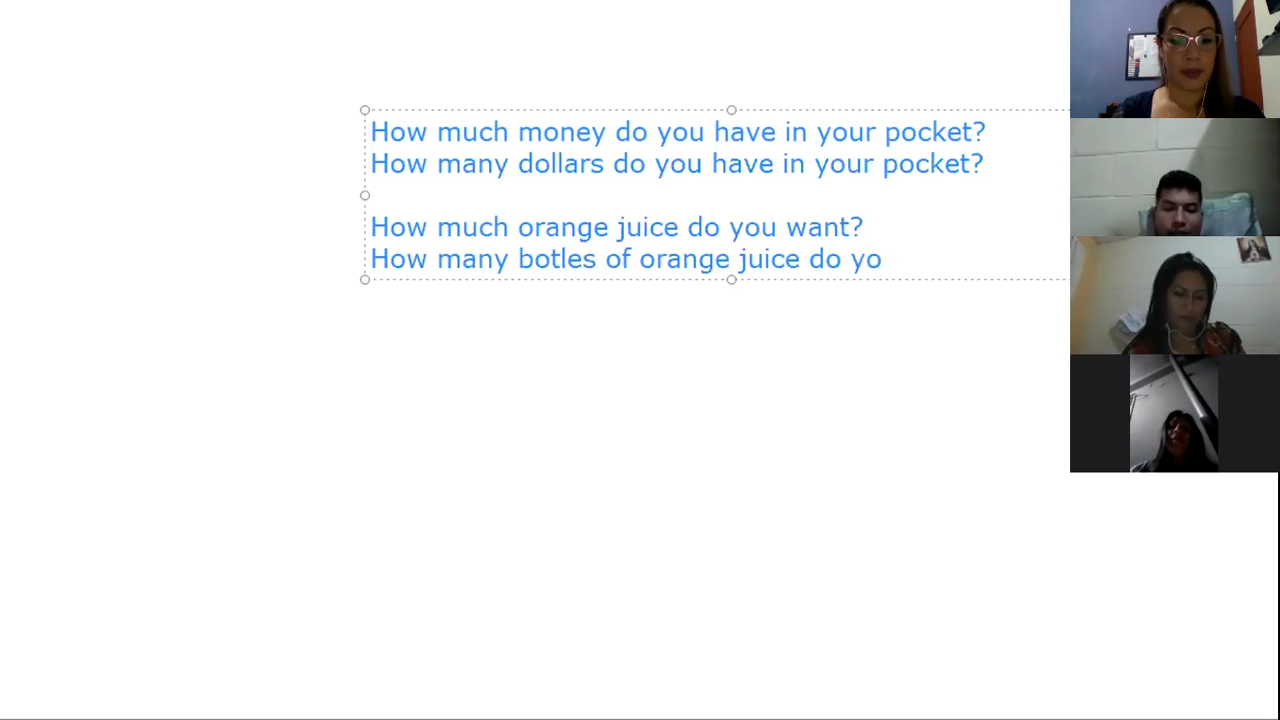 How much money do you have in your pocket?
How many dollars do you have in your pocket?
How much orange juice do you want?
How many botles of orange juice do yo